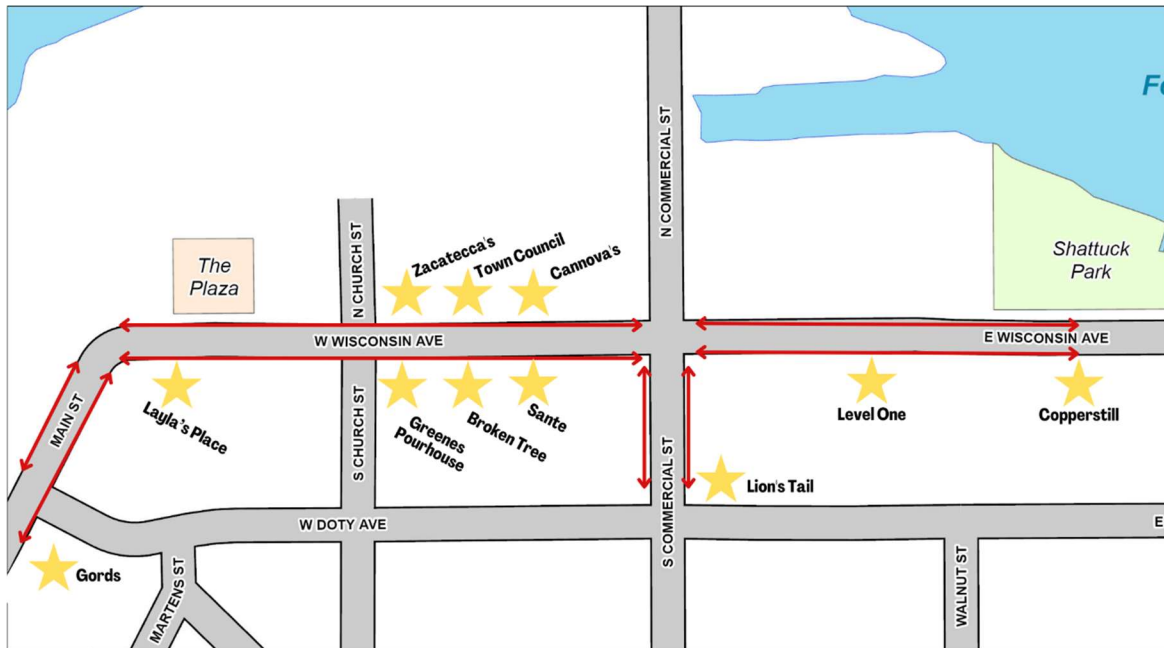 Fo
N COMMERCIAL ST
The
Plaza
N CHURCH ST
Zacatecca's
Town Council
Cannova's
Shattuck
Park
W WISCONSIN AVE
E WISCONSIN AVE
MAIN ST
Layla's Place
S CHURCH ST
Greenes
Pourhouse
Broken Tree
Sante
S COMMERCIAL ST
Level One
Copperstill
Lion's Tail
W DOTY AVE
E
Gords
MARTENS ST
WALNUT ST